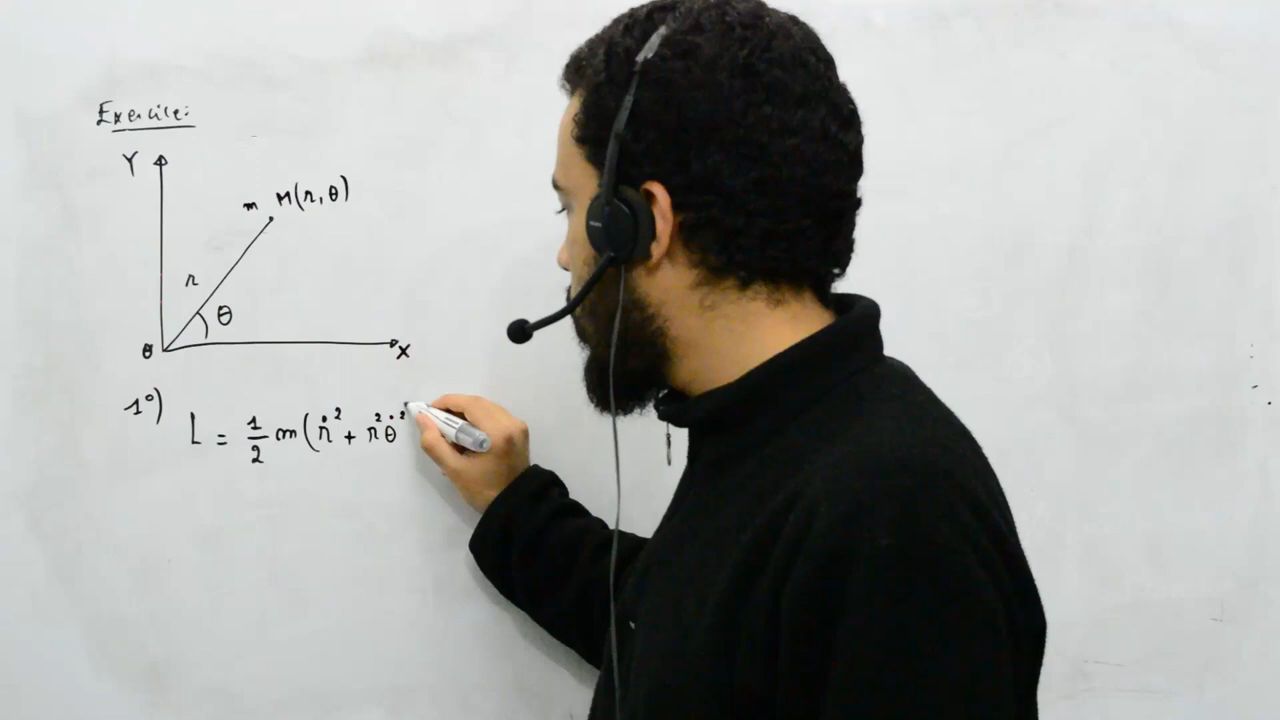 Exercice:
Y
m M(r, θ)
r
θ
O
X
1°)
L = 1/2 m(ṙ² + r²θ̇²